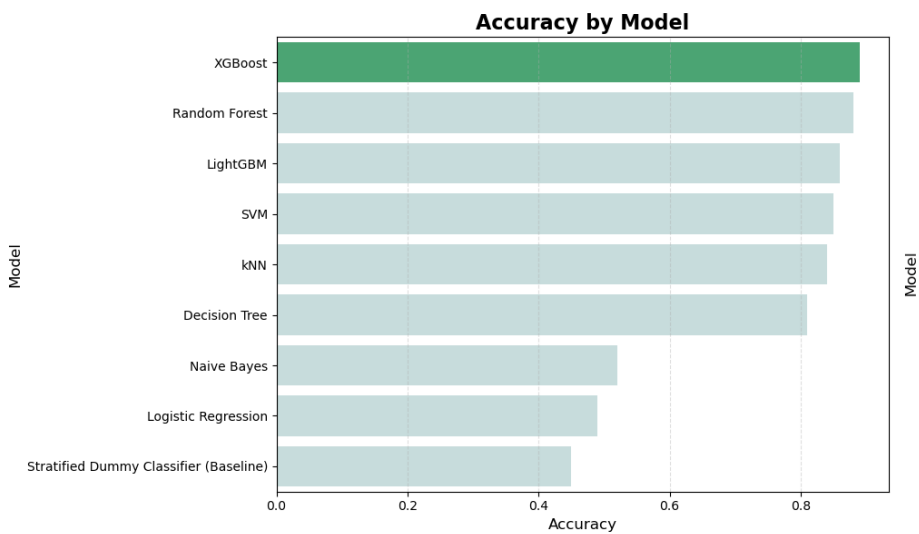 Accuracy by Model
XGBoost
Random Forest
LightGBM
SVM
kNN
Decision Tree
Naive Bayes
Logistic Regression
Stratified Dummy Classifier (Baseline)
Model
Model
0.0 0.2 0.4 0.6 0.8
Accuracy